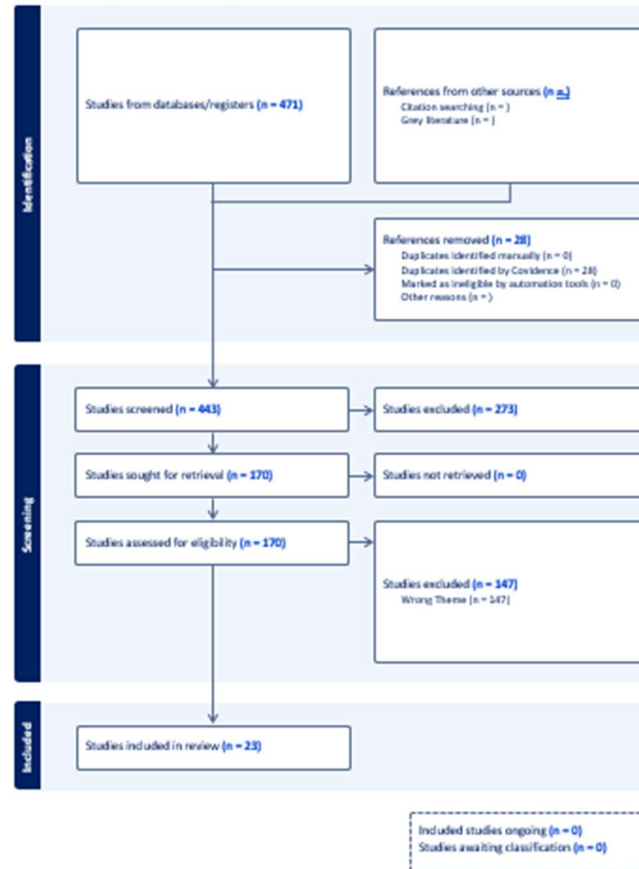 Identification
Studies from databases/registers (n = 471)
References from other sources (n = )
Citation searching (n = )
Grey literature (n = )
References removed (n = 28)
Duplicates identified manually (n = 0)
Duplicates identified by Covidence (n = 28)
Marked as ineligible by automation tools (n = 0)
Other reasons (n = )
Screening
Studies screened (n = 443)
Studies excluded (n = 273)
Studies sought for retrieval (n = 170)
Studies not retrieved (n = 0)
Studies assessed for eligibility (n = 170)
Studies excluded (n = 147)
Wrong Theme (n = 147)
Included
Studies included in review (n = 23)
Included studies ongoing (n = 0)
Studies awaiting classification (n = 0)